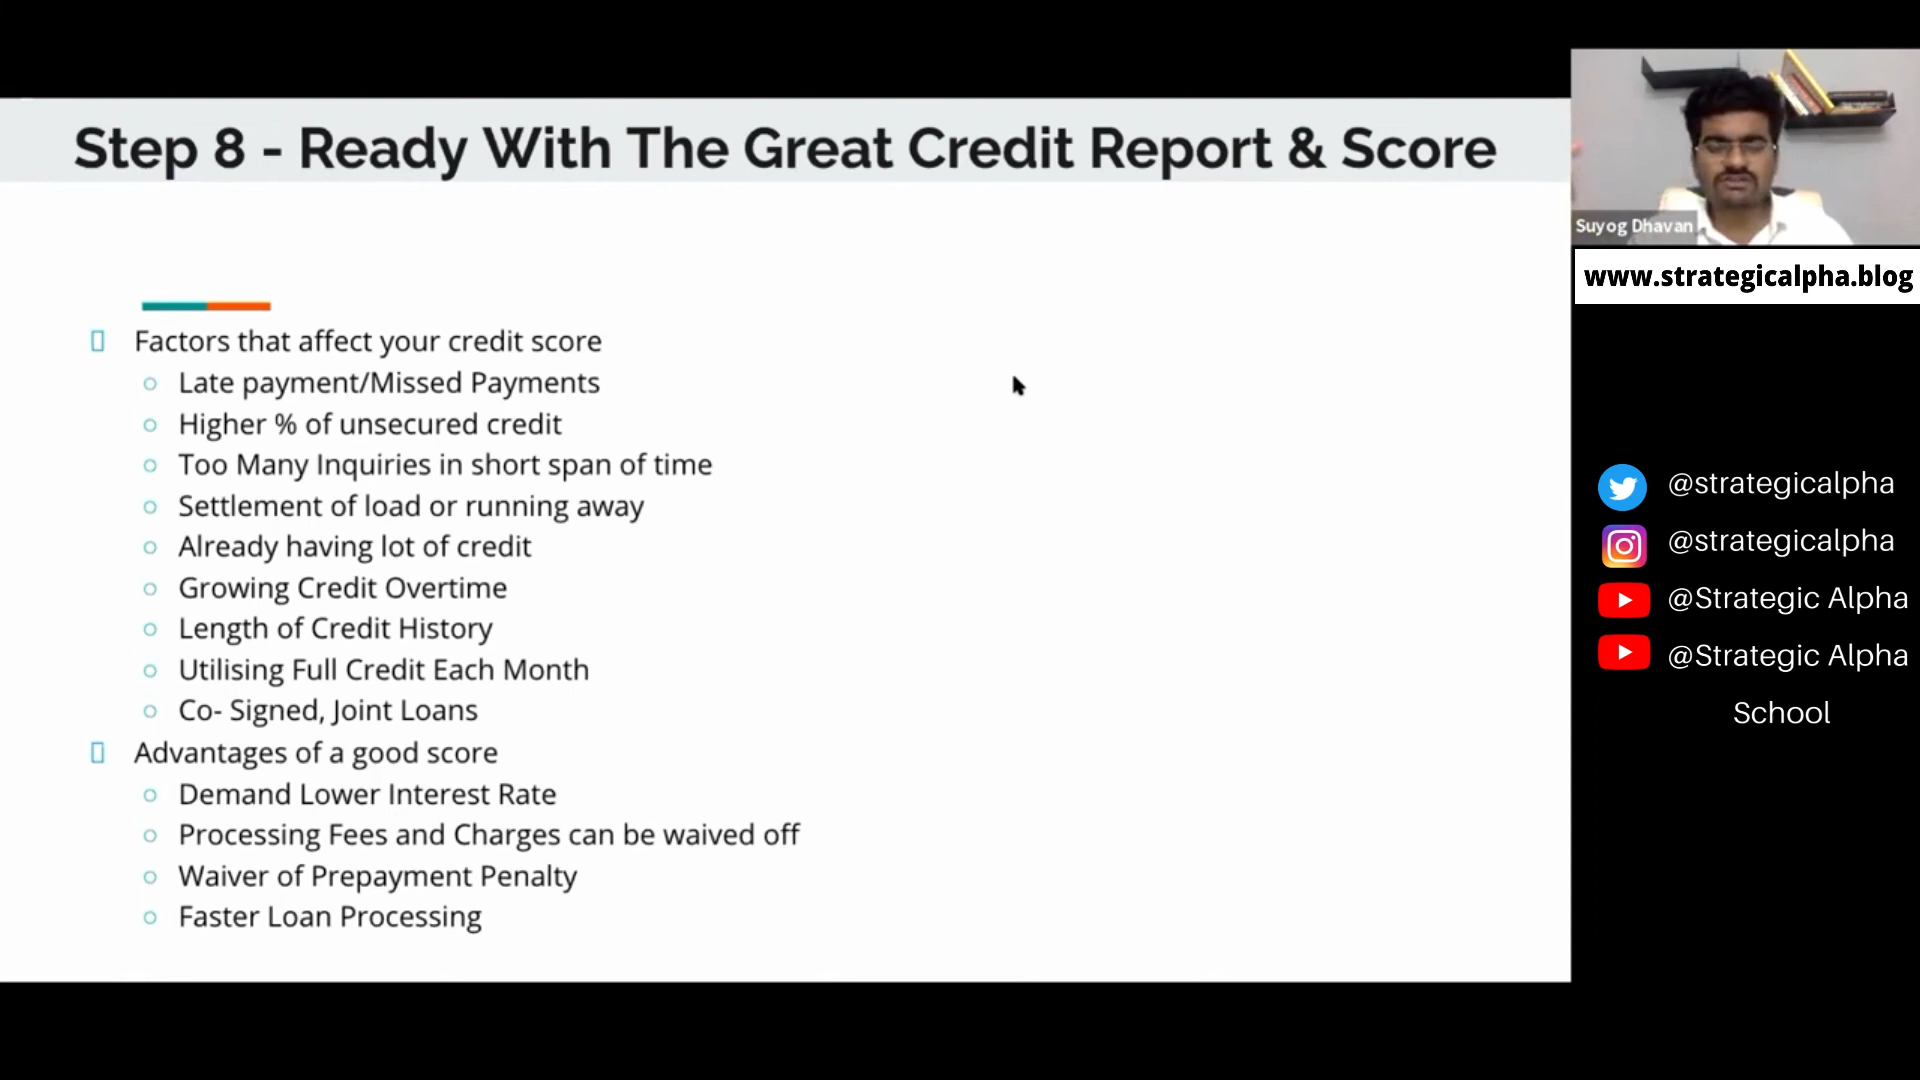 Step 8 - Ready With The Great Credit Report & Score
Factors that affect your credit score
Late payment/Missed Payments
Higher % of unsecured credit
Too Many Inquiries in short span of time
Settlement of load or running away
Already having lot of credit
Growing Credit Overtime
Length of Credit History
Utilising Full Credit Each Month
Co- Signed, Joint Loans
Advantages of a good score
Demand Lower Interest Rate
Processing Fees and Charges can be waived off
Waiver of Prepayment Penalty
Faster Loan Processing
Suyog Dhavan
www.strategicalpha.blog
@strategicalpha
@strategicalpha
@Strategic Alpha
@Strategic Alpha
School